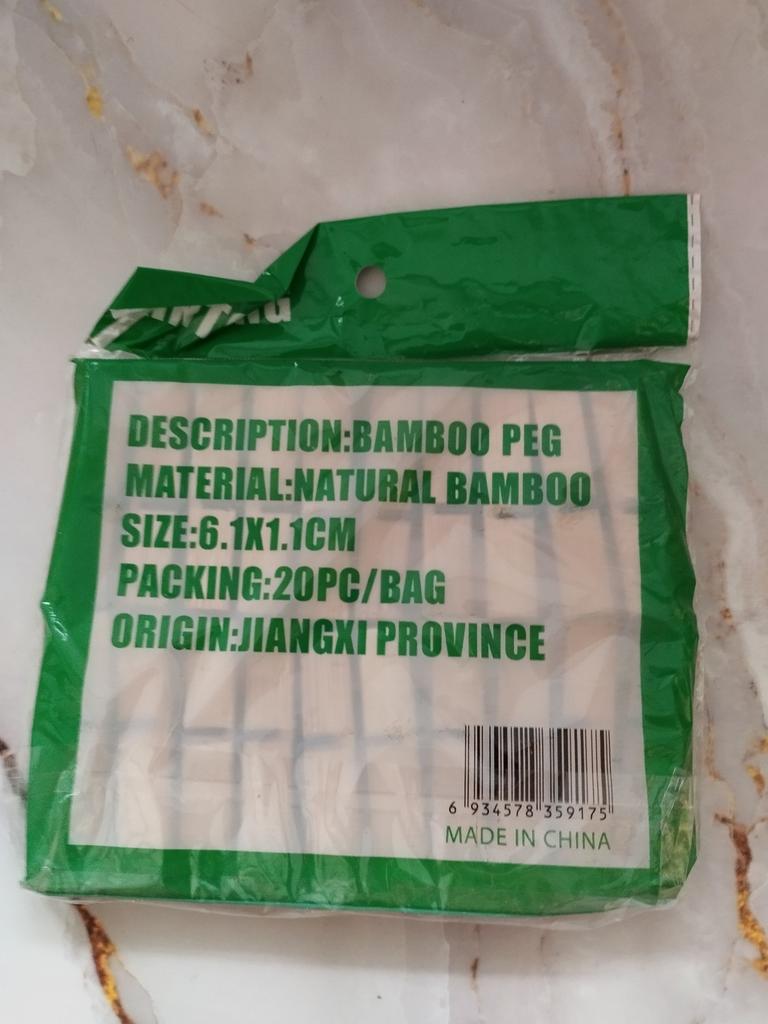 DESCRIPTION:BAMBOO PEG
MATERIAL:NATURAL BAMBOO
SIZE:6.1X1.1CM
PACKING:20PC/BAG
ORIGIN:JIANGXI PROVINCE
6 934578 359175
MADE IN CHINA